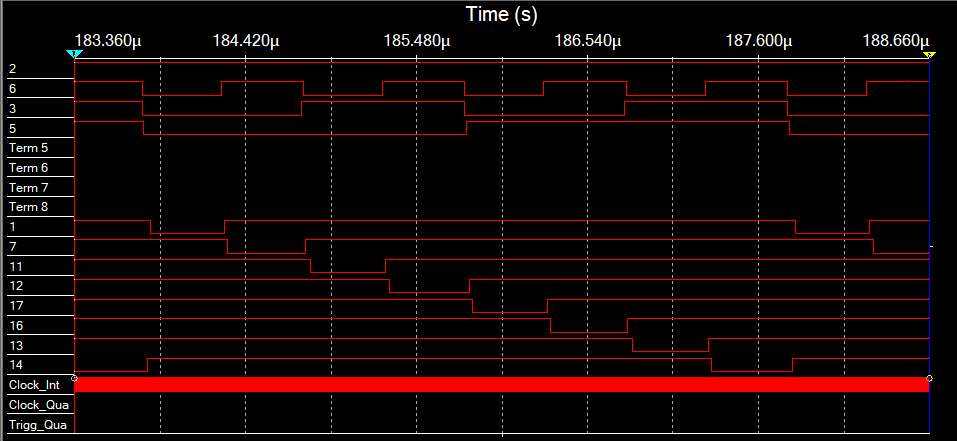 Time (s)
183.360µ 184.420µ 185.480µ 186.540µ 187.600µ 188.660µ
2
6
3
5
Term 5
Term 6
Term 7
Term 8
1
7
11
12
17
16
13
14
Clock_Int
Clock_Qua
Trigg_Qua